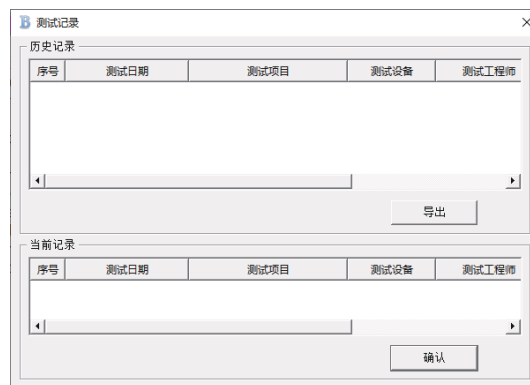 B 测试记录
历史记录
序号 测试日期 测试项目 测试设备 测试工程师
导出
当前记录
序号 测试日期 测试项目 测试设备 测试工程师
确认